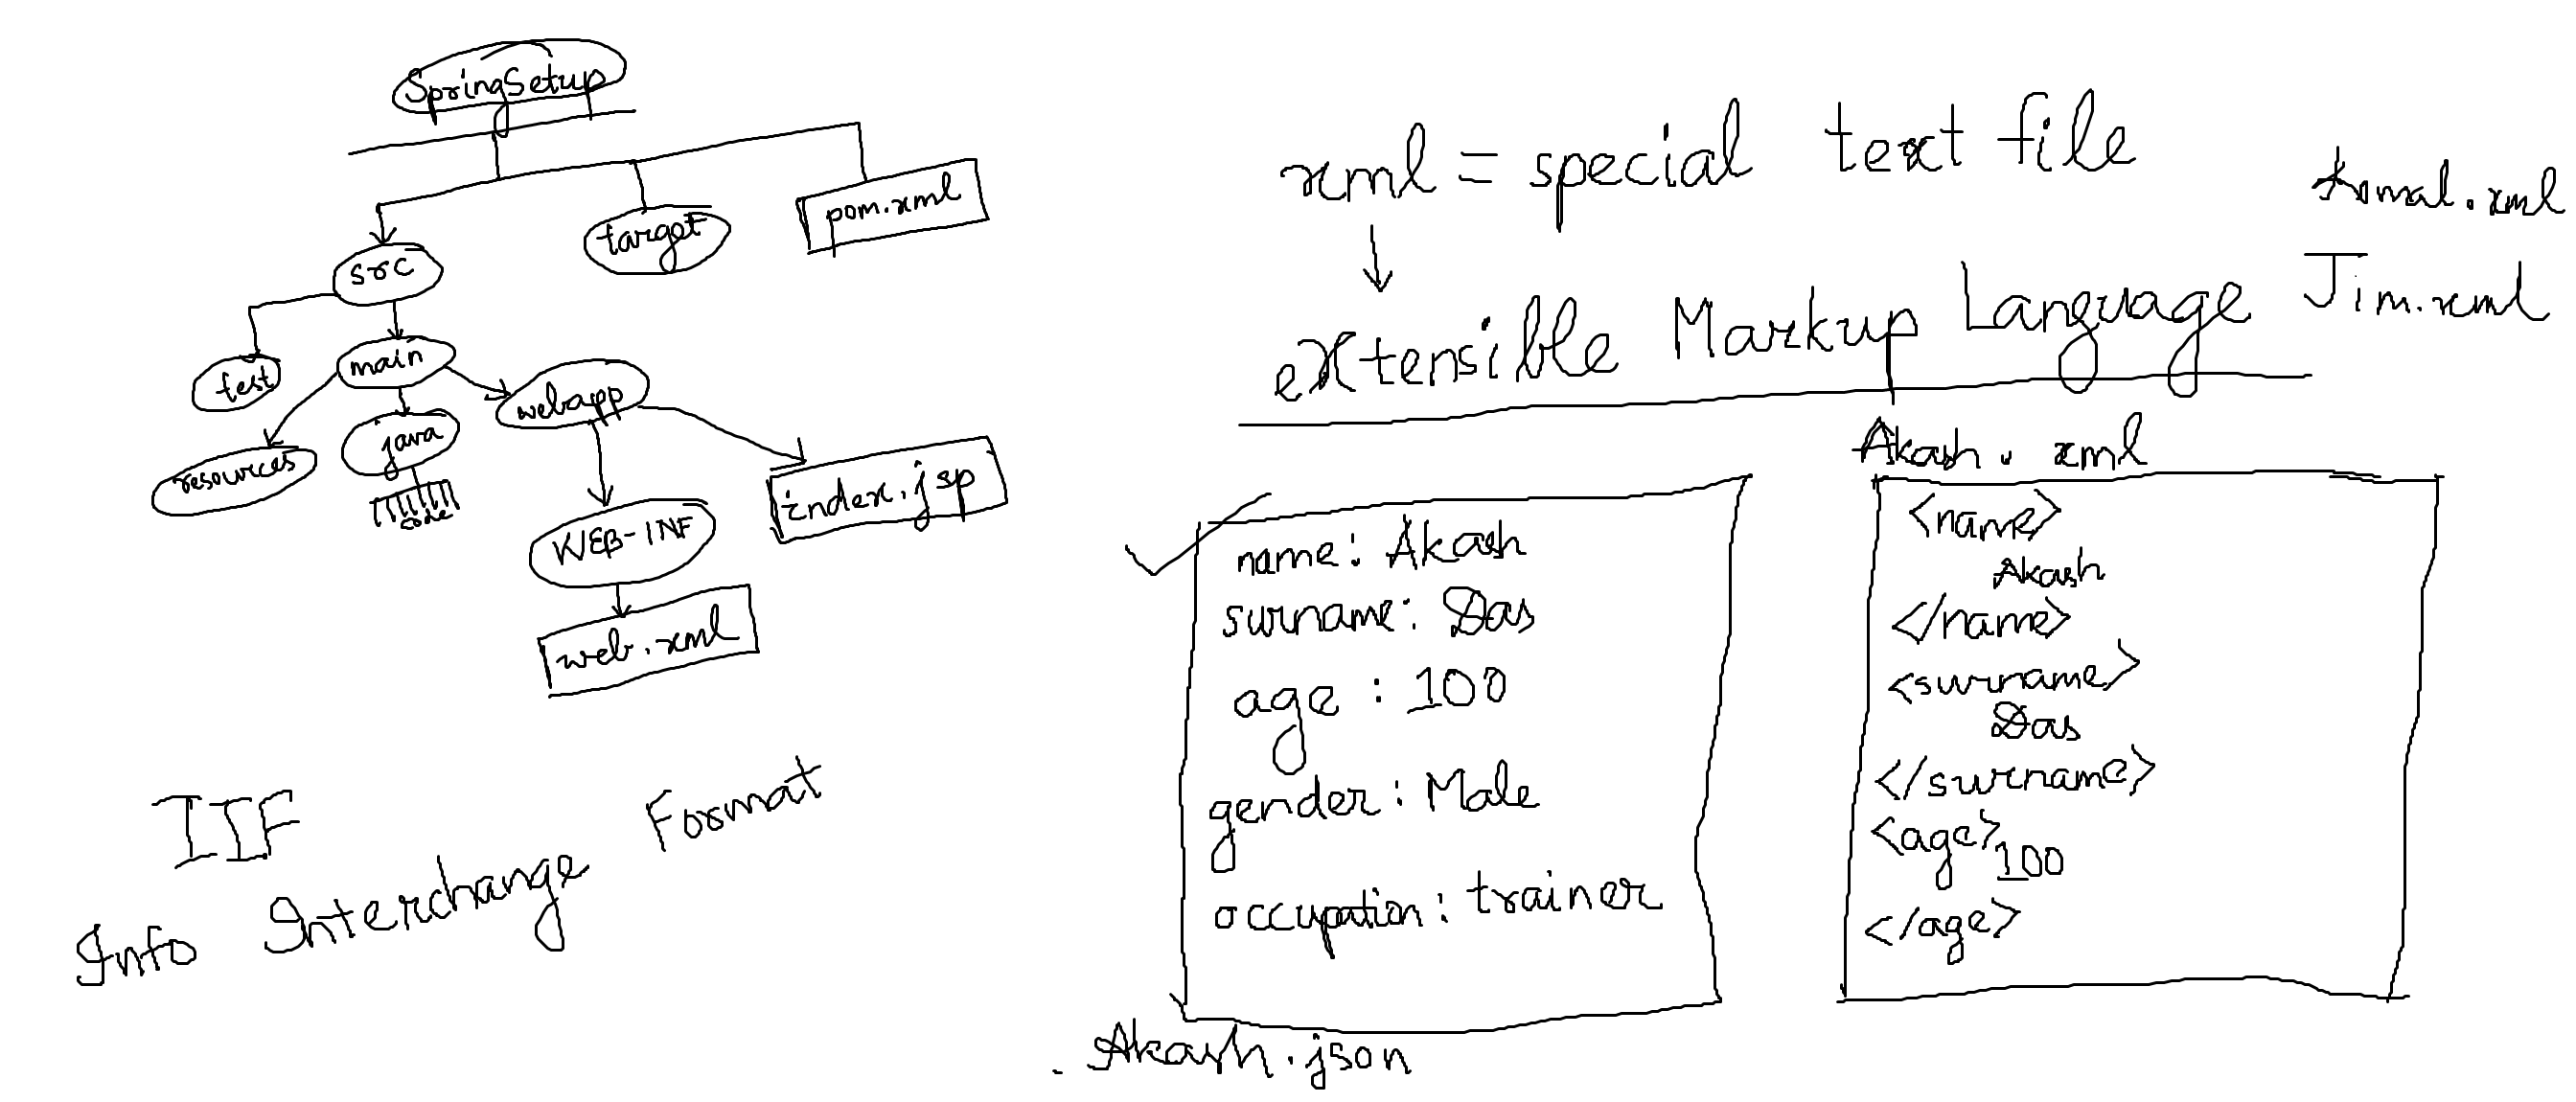 SpringSetup
src
target
pom.xml
test
main
webapp
resources
java
code
index.jsp
WEB-INF
web.xml
IIF
Info Interchange Format
xml = special text file
eXtensible Markup Language
.xml
Jim.xml
name: Akash
surname: Das
age : 100
gender: Male
occupation: trainer
. Akash.json
Akash. xml
<name>
Akash
</name>
<surname>
Das
</surname>
<age>
100
</age>